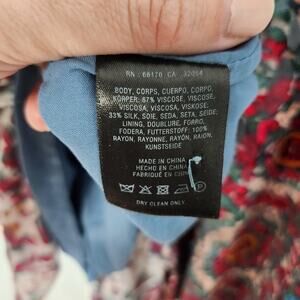 RN: 66170 CA 32054
BODY, CORPS, CUERPO, CORPO,
KÖRPER: 67% VISCOSE, VISCOSE,
VISCOSA, VISCOSA, VISKOSE.
33% SILK, SOIE, SEDA, SETA, SEIDE.
LINING, DOUBLURE, FORRO,
FODERA, FUTTERSTOFF: 100%
RAYON, RAYONNE, RAYÓN, RAION,
KUNSTSEIDE
MADE IN CHINA
HECHO EN CHINA
FABRIQUÉ EN CHINE
P
DRY CLEAN ONLY